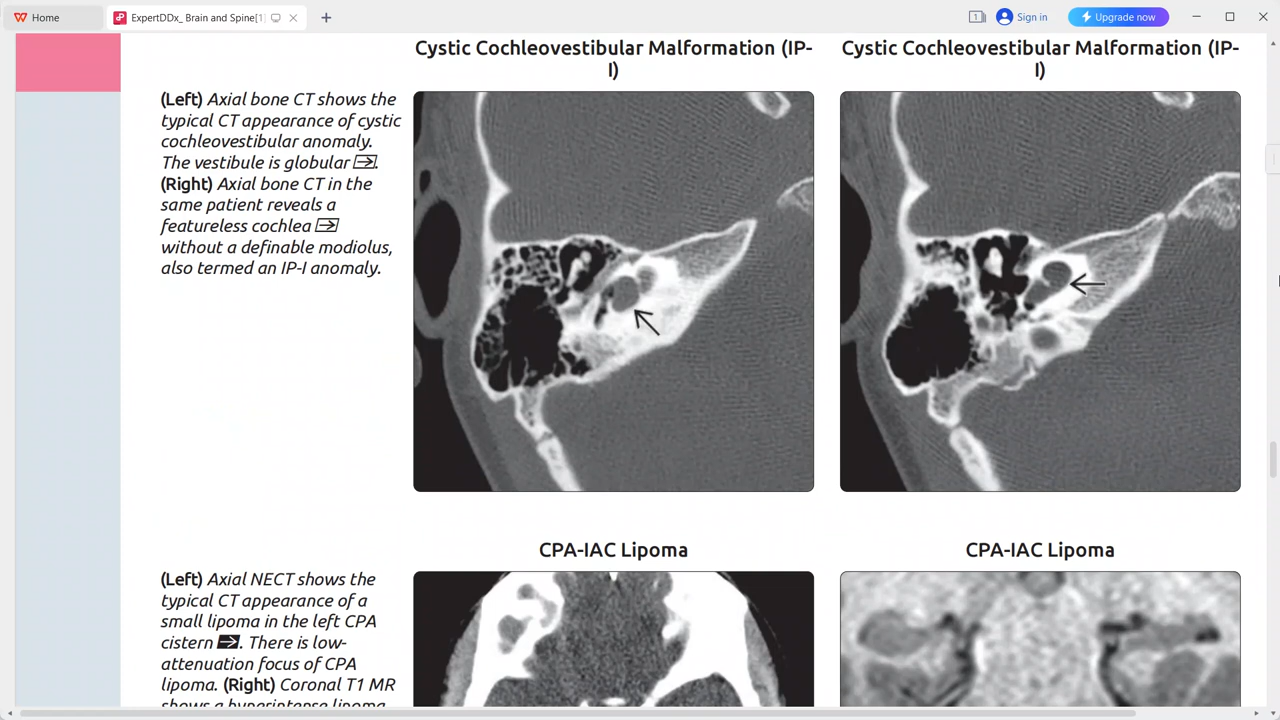 Home
ExpertDDx_ Brain and Spine[1]
Sign in
Upgrade now
Cystic Cochleovestibular Malformation (IP-
I)
Cystic Cochleovestibular Malformation (IP-
I)
(Left) Axial bone CT shows the
typical CT appearance of cystic
cochleovestibular anomaly.
The vestibule is globular
.
(Right) Axial bone CT in the
same patient reveals a
featureless cochlea
without a definable modiolus,
also termed an IP-I anomaly.
CPA-IAC Lipoma
CPA-IAC Lipoma
(Left) Axial NECT shows the
typical CT appearance of a
small lipoma in the left CPA
cistern . There is low-
attenuation focus of CPA
lipoma. (Right) Coronal T1 MR
shows a hyperintense lipoma